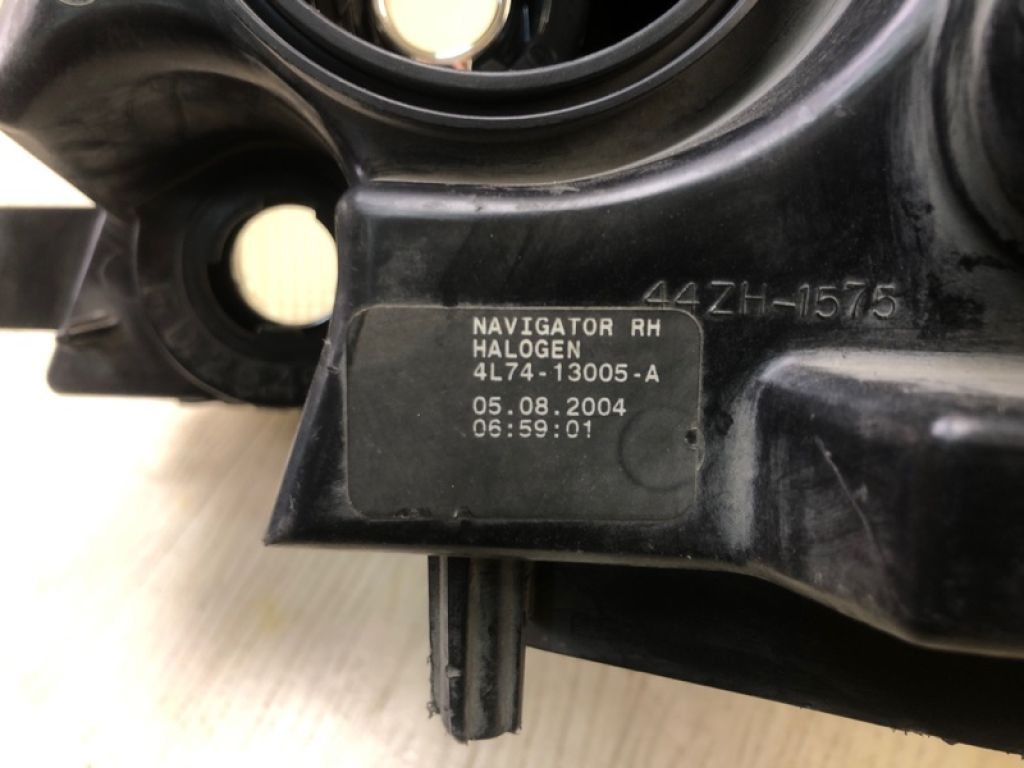 44ZH-1575
NAVIGATOR RH
HALOGEN
4L74-13005-A
05.08.2004
06:59:01